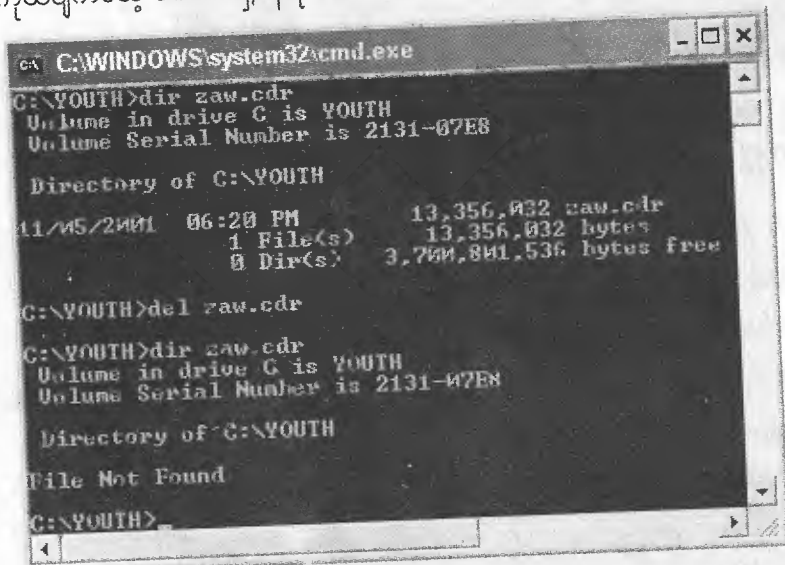 C:\WINDOWS\system32\cmd.exe
C:\YOUTH>dir zaw.cdr
Volume in drive C is YOUTH
Volume Serial Number is 2131-07E8
Directory of C:\YOUTH
11/05/2001 06:20 PM 13,356,032 zaw.cdr
1 File(s) 13,356,032 bytes
0 Dir(s) 3,700,801,536 bytes free
C:\YOUTH>del zaw.cdr
C:\YOUTH>dir zaw.cdr
Volume in drive C is YOUTH
Volume Serial Number is 2131-07E8
Directory of C:\YOUTH
File Not Found
C:\YOUTH>_